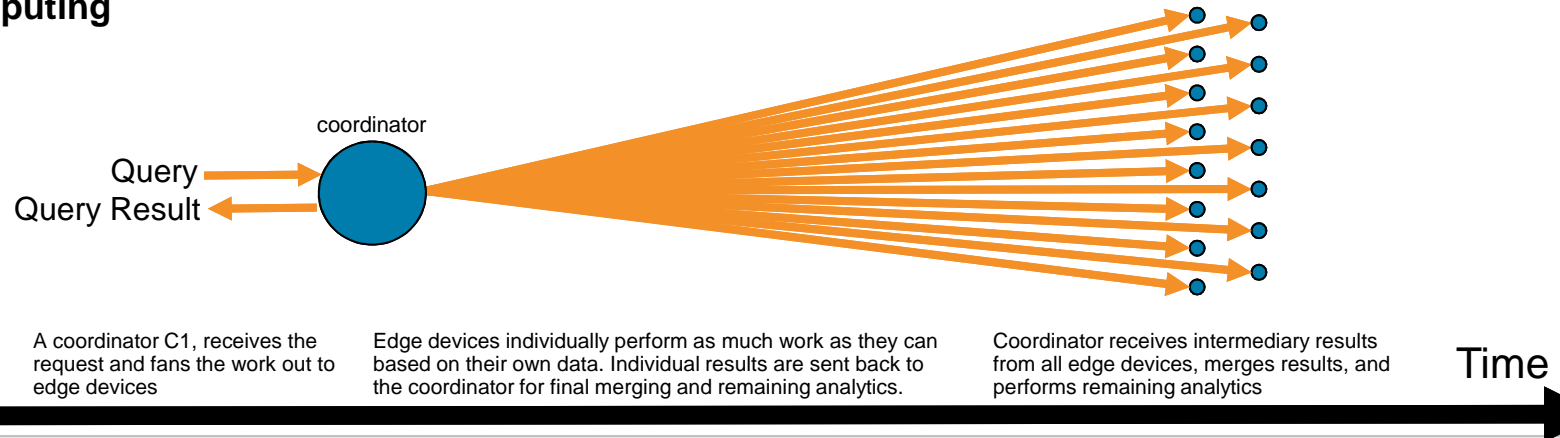 puting
coordinator
Query
Query Result
A coordinator C1, receives the
request and fans the work out to
edge devices
Edge devices individually perform as much work as they can
based on their own data. Individual results are sent back to
the coordinator for final merging and remaining analytics.
Coordinator receives intermediary results
from all edge devices, merges results, and
performs remaining analytics
Time